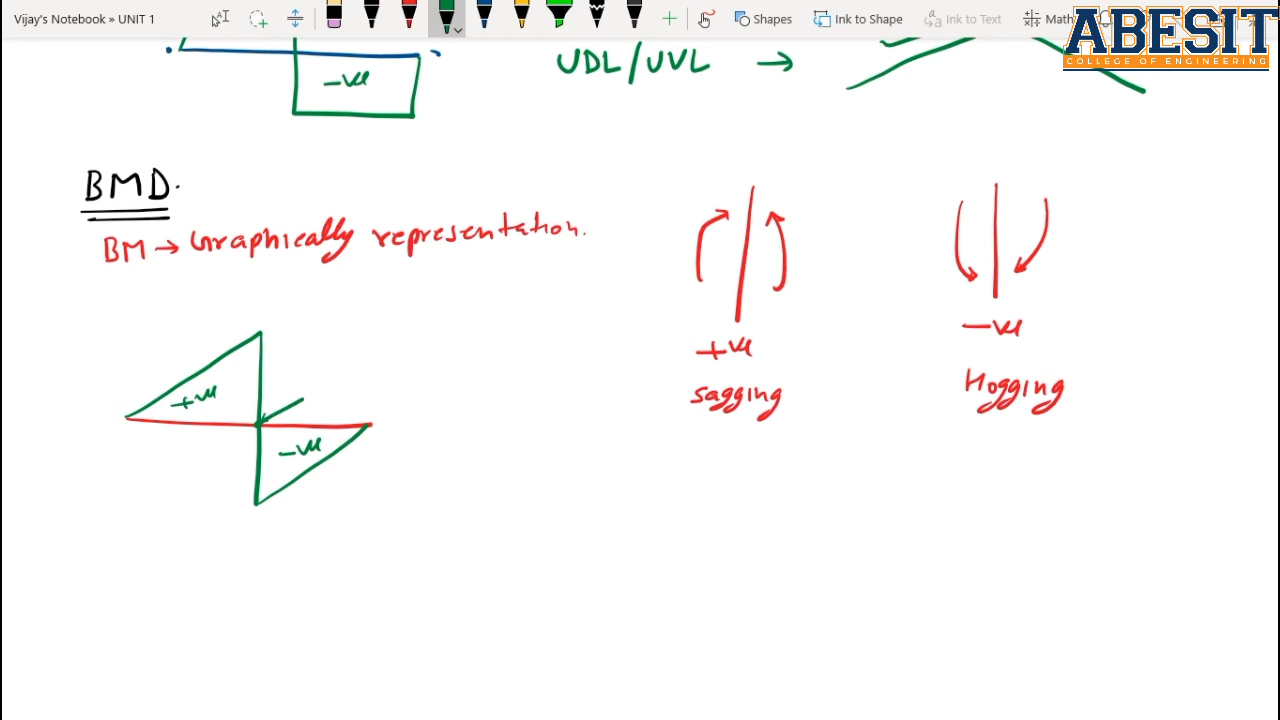 Vijay's Notebook » UNIT 1
Shapes
Ink to Shape
Ink to Text
Math
ABESIT
COLLEGE OF ENGINEERING
-ve
UDL/UVL →
BMD.
BM → Graphically representation.
+ve
-ve
+ve
Sagging
-ve
Hogging